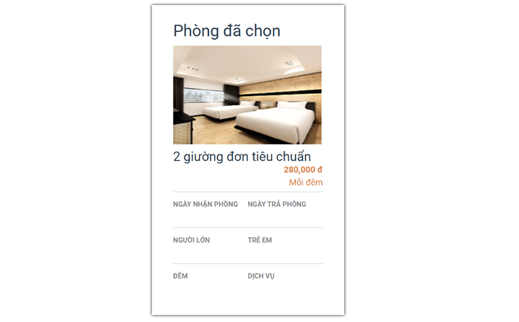 Phòng đã chọn
2 giường đơn tiêu chuẩn
280,000 đ
Mỗi đêm
NGÀY NHẬN PHÒNG NGÀY TRẢ PHÒNG
NGƯỜI LỚN TRẺ EM
ĐÊM DỊCH VỤ